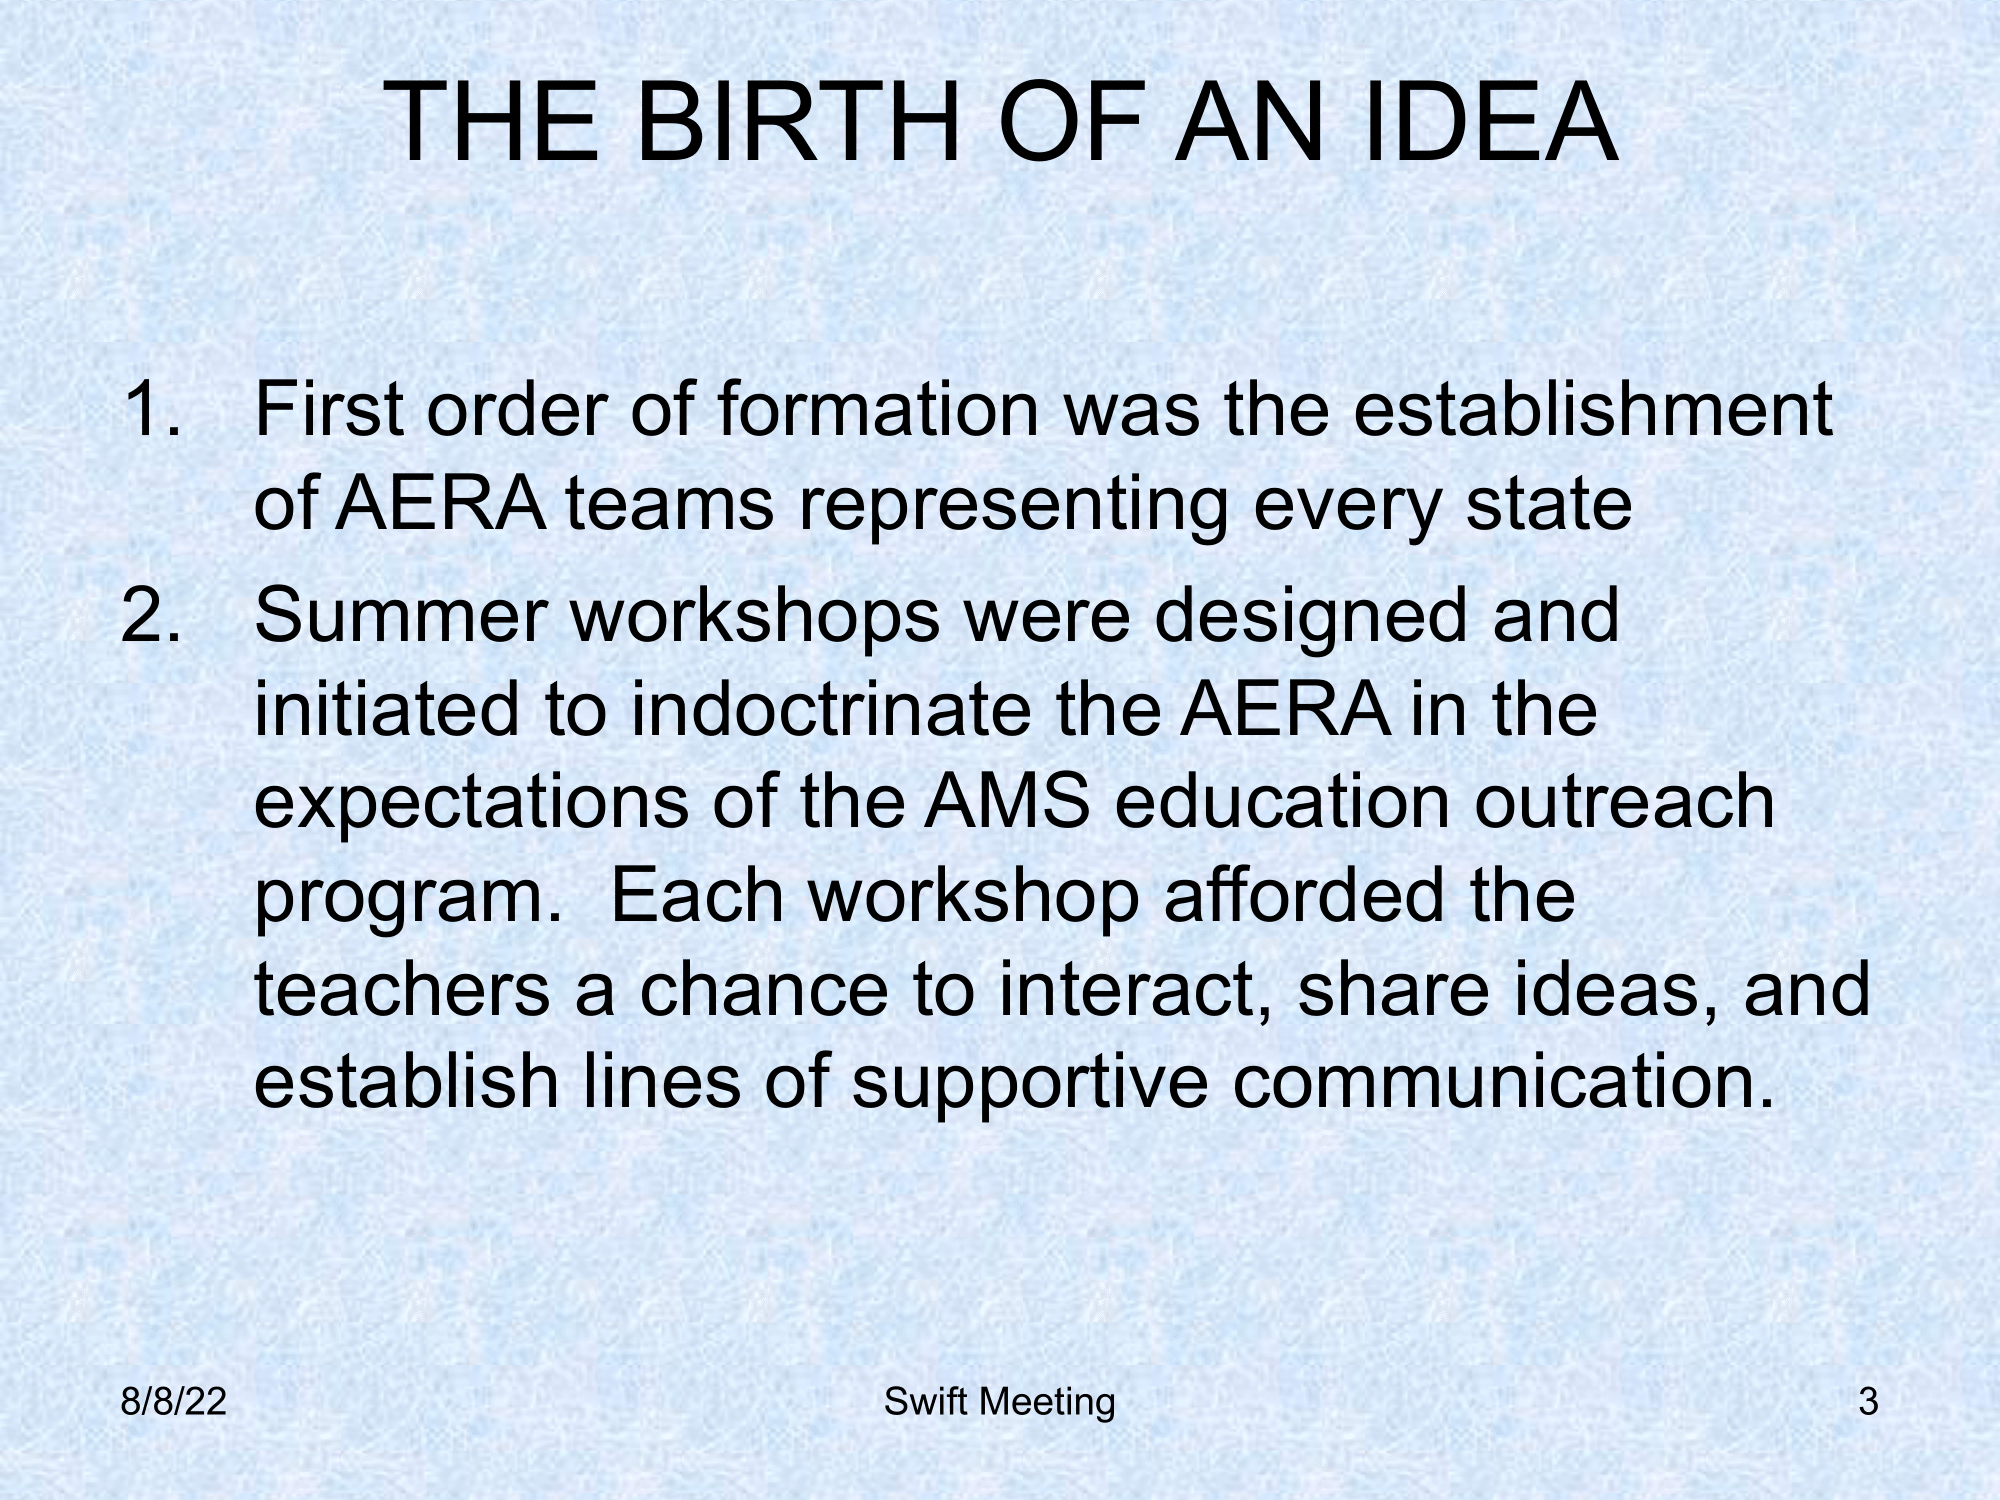 THE BIRTH OF AN IDEA
1. First order of formation was the establishment
of AERA teams representing every state
2. Summer workshops were designed and
initiated to indoctrinate the AERA in the
expectations of the AMS education outreach
program.  Each workshop afforded the
teachers a chance to interact, share ideas, and
establish lines of supportive communication.
8/8/22 Swift Meeting 3